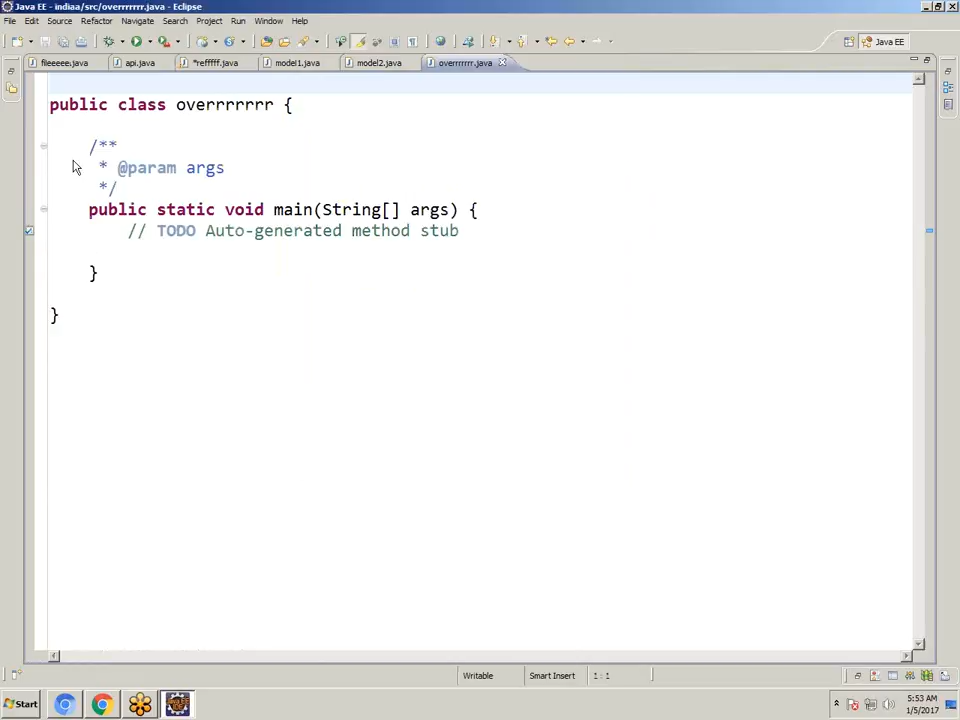 Java EE - indiaa/src/overrrrrrr.java - Eclipse
File Edit Source Refactor Navigate Search Project Run Window Help
Java EE
fileeeee.java api.java *refffff.java model1.java model2.java overrrrrrr.java
public class overrrrrrr {
/**
* @param args
*/
public static void main(String[] args) {
// TODO Auto-generated method stub
}
}
Writable Smart Insert 1 : 1
Start
5:53 AM
1/5/2017